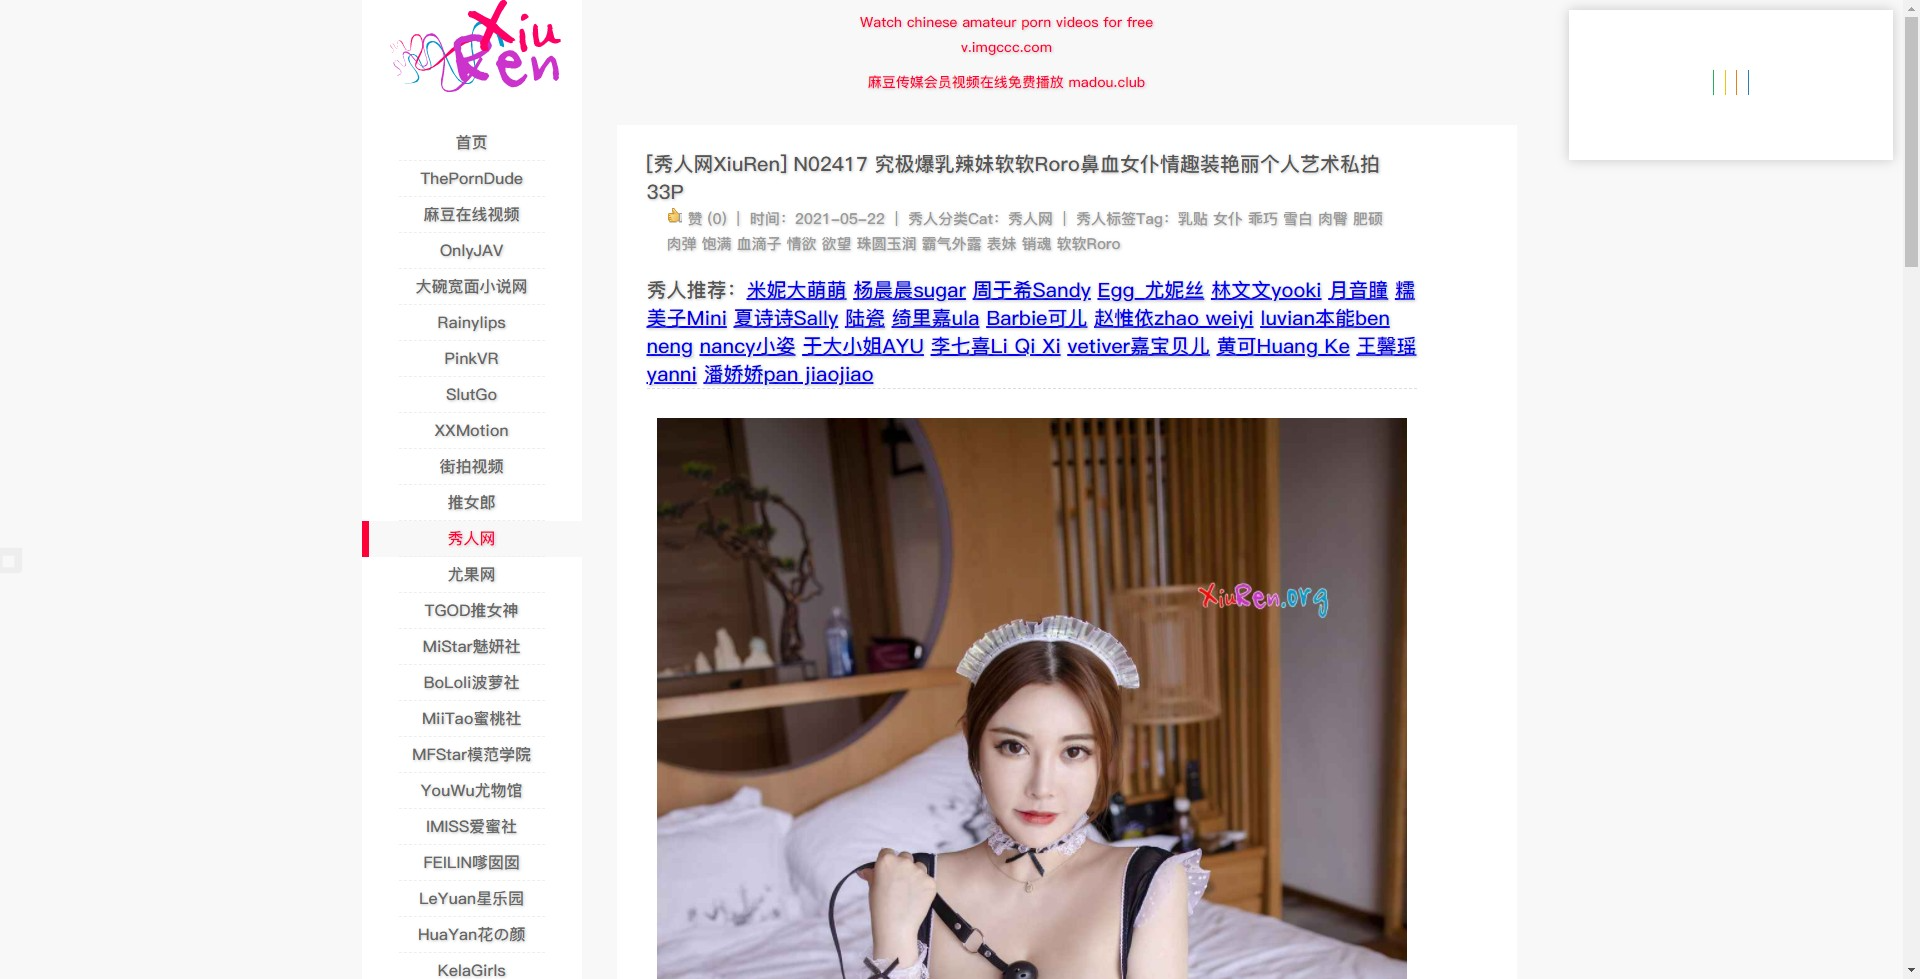 Xiu
Ren
首页
ThePornDude
麻豆在线视频
OnlyJAV
大碗宽面小说网
Rainylips
PinkVR
SlutGo
XXMotion
街拍视频
推女郎
秀人网
尤果网
TGOD推女神
MiStar魅妍社
BoLoli波萝社
MiiTao蜜桃社
MFStar模范学院
YouWu尤物馆
IMISS爱蜜社
FEILIN嗲囡囡
LeYuan星乐园
HuaYan花の颜
KelaGirls
Watch chinese amateur porn videos for free
v.imgccc.com
麻豆传媒会员视频在线免费播放 madou.club
[秀人网XiuRen] N02417 究极爆乳辣妹软软Roro鼻血女仆情趣装艳丽个人艺术私拍
33P
赞 (0) | 时间：2021-05-22 | 秀人分类Cat：秀人网 | 秀人标签Tag：乳贴 女仆 乖巧 雪白 肉臀 肥硕
肉弹 饱满 血滴子 情欲 欲望 珠圆玉润 霸气外露 表妹 销魂 软软Roro
秀人推荐：米妮大萌萌 杨晨晨sugar 周于希Sandy Egg_尤妮丝 林文文yooki 月音瞳 糯
美子Mini 夏诗诗Sally 陆瓷 绮里嘉ula Barbie可儿 赵惟依zhao weiyi luvian本能ben
neng nancy小姿 于大小姐AYU 李七喜Li Qi Xi vetiver嘉宝贝儿 黄可Huang Ke 王馨瑶
yanni 潘娇娇pan jiaojiao
XiuRen.org